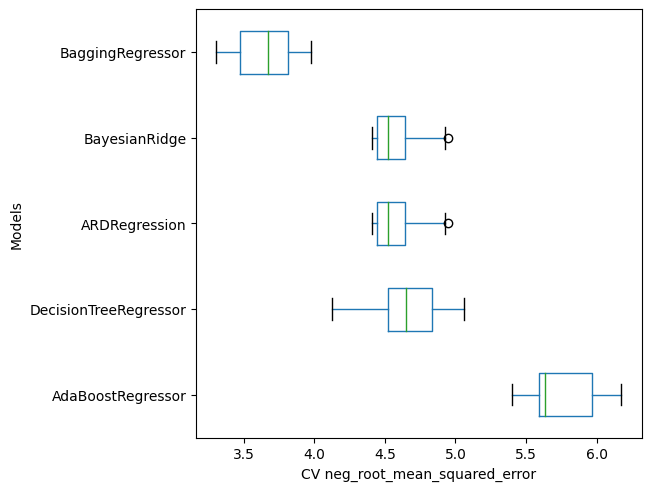 BaggingRegressor
BayesianRidge
ARDRegression
DecisionTreeRegressor
AdaBoostRegressor
Models
3.5 4.0 4.5 5.0 5.5 6.0
CV neg_root_mean_squared_error